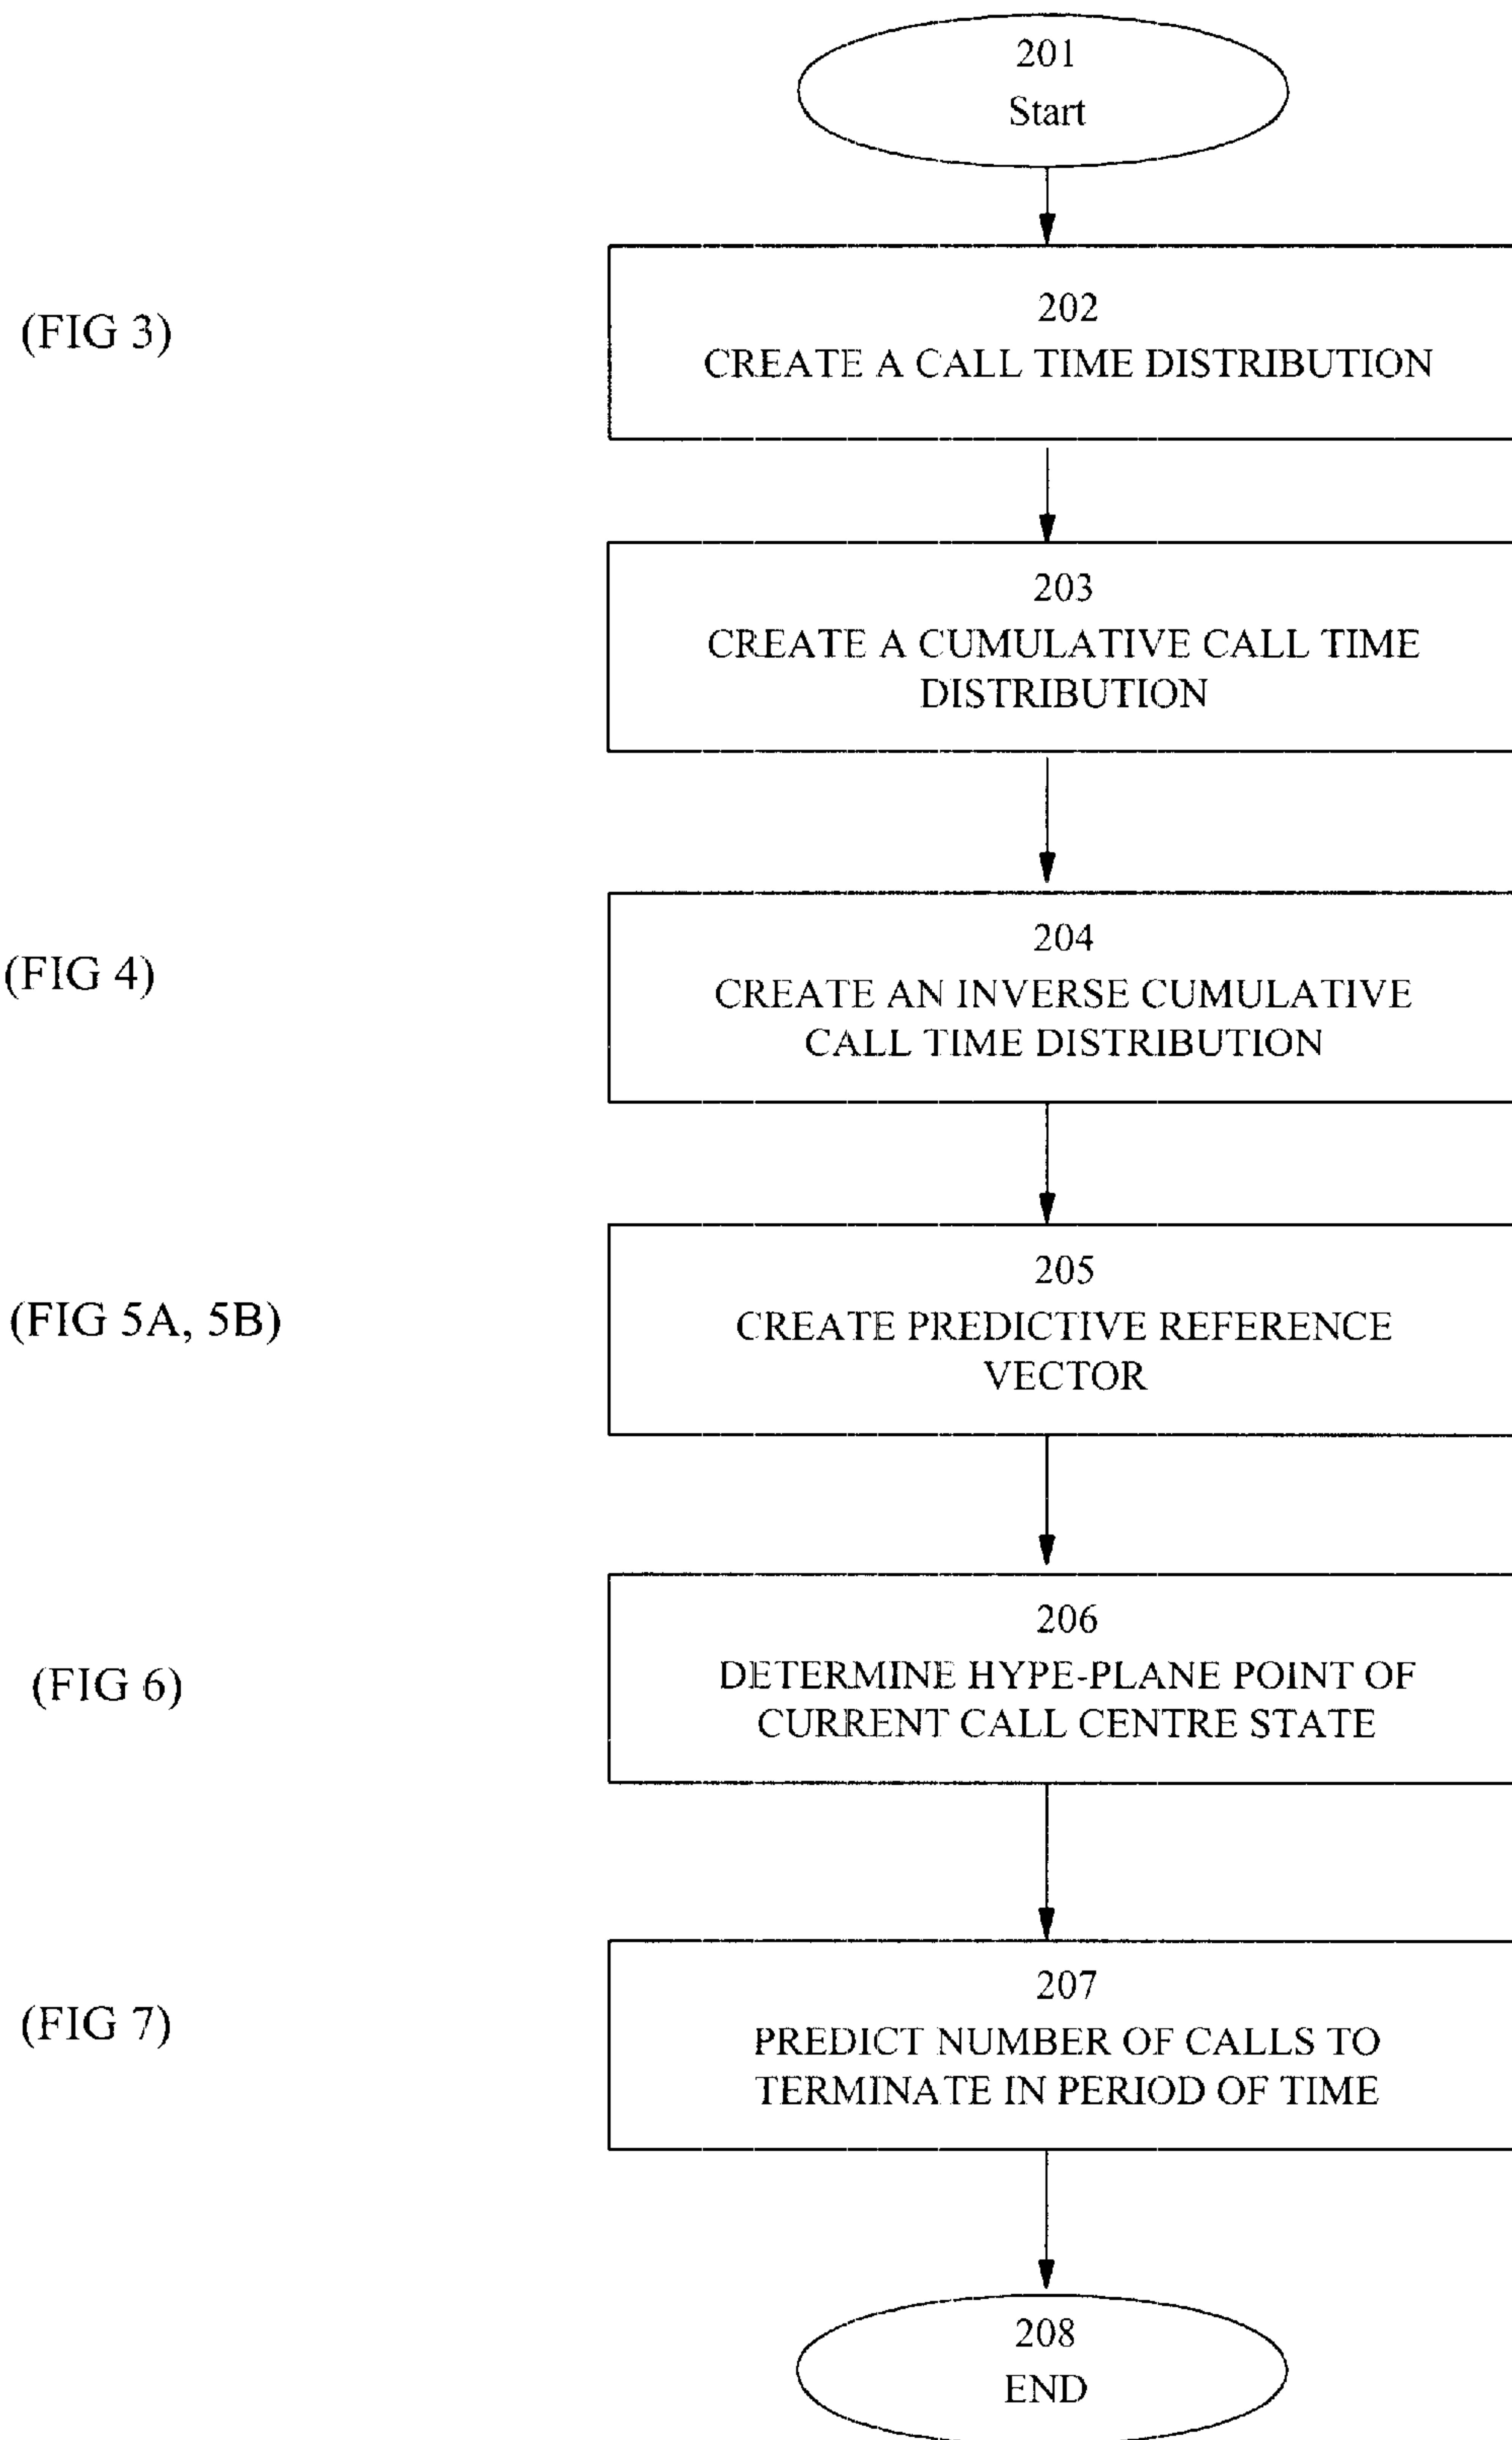 201
Start
(FIG 3)
202
CREATE A CALL TIME DISTRIBUTION
203
CREATE A CUMULATIVE CALL TIME
DISTRIBUTION
(FIG 4)
204
CREATE AN INVERSE CUMULATIVE
CALL TIME DISTRIBUTION
(FIG 5A, 5B)
205
CREATE PREDICTIVE REFERENCE
VECTOR
(FIG 6)
206
DETERMINE HYPE-PLANE POINT OF
CURRENT CALL CENTRE STATE
(FIG 7)
207
PREDICT NUMBER OF CALLS TO
TERMINATE IN PERIOD OF TIME
208
END